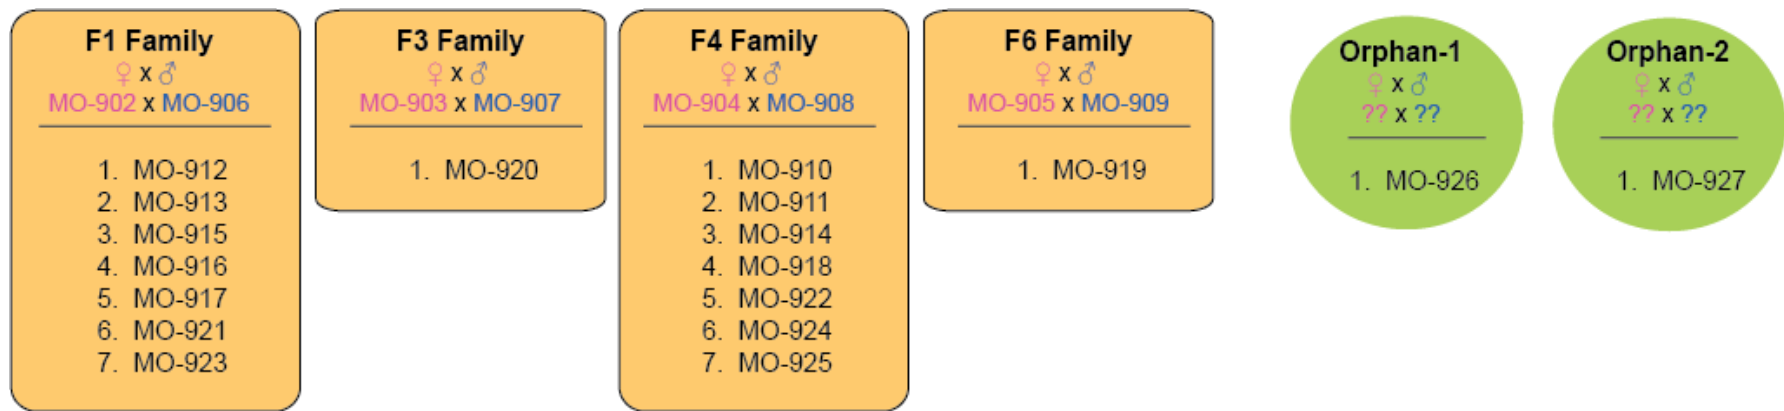 F1 Family
♀ x ♂
MO-902 x MO-906
1. MO-912
2. MO-913
3. MO-915
4. MO-916
5. MO-917
6. MO-921
7. MO-923
F3 Family
♀ x ♂
MO-903 x MO-907
1. MO-920
F4 Family
♀ x ♂
MO-904 x MO-908
1. MO-910
2. MO-911
3. MO-914
4. MO-918
5. MO-922
6. MO-924
7. MO-925
F6 Family
♀ x ♂
MO-905 x MO-909
1. MO-919
Orphan-1
♀ x ♂
?? x ??
1. MO-926
Orphan-2
♀ x ♂
?? x ??
1. MO-927